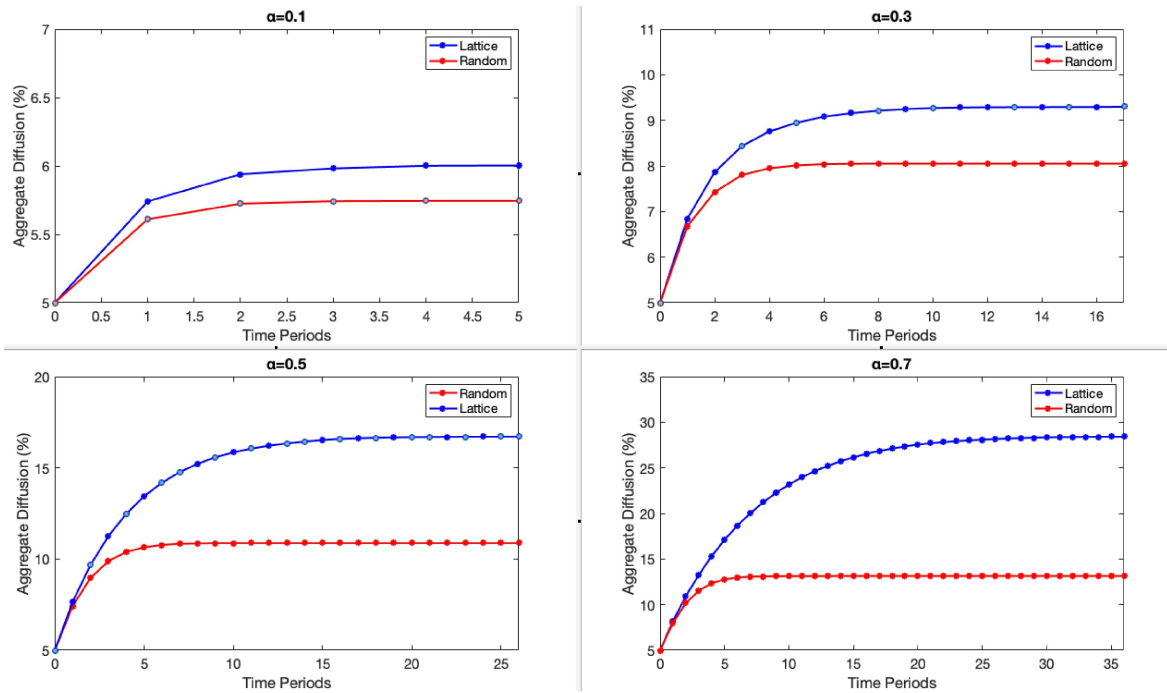 α=0.1
7
6.5
6
5.5
5
Aggregate Diffusion (%)
Lattice
Random
0 0.5 1 1.5 2 2.5 3 3.5 4 4.5 5
Time Periods
α=0.3
11
10
9
8
7
6
5
Aggregate Diffusion (%)
Lattice
Random
0 2 4 6 8 10 12 14 16
Time Periods
α=0.5
20
15
10
5
Aggregate Diffusion (%)
Random
Lattice
0 5 10 15 20 25
Time Periods
α=0.7
35
30
25
20
15
10
5
Aggregate Diffusion (%)
Lattice
Random
0 5 10 15 20 25 30 35
Time Periods